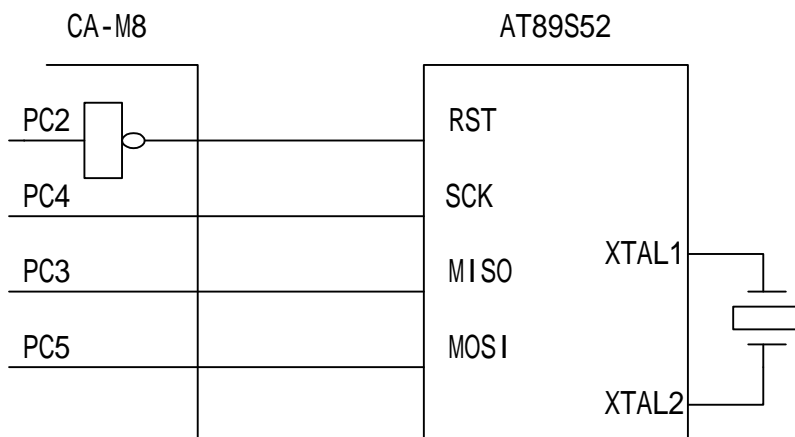 CA-M8 AT89S52
PC2 RST
PC4 SCK
XTAL1
PC3 MISO
PC5 MOSI
XTAL2